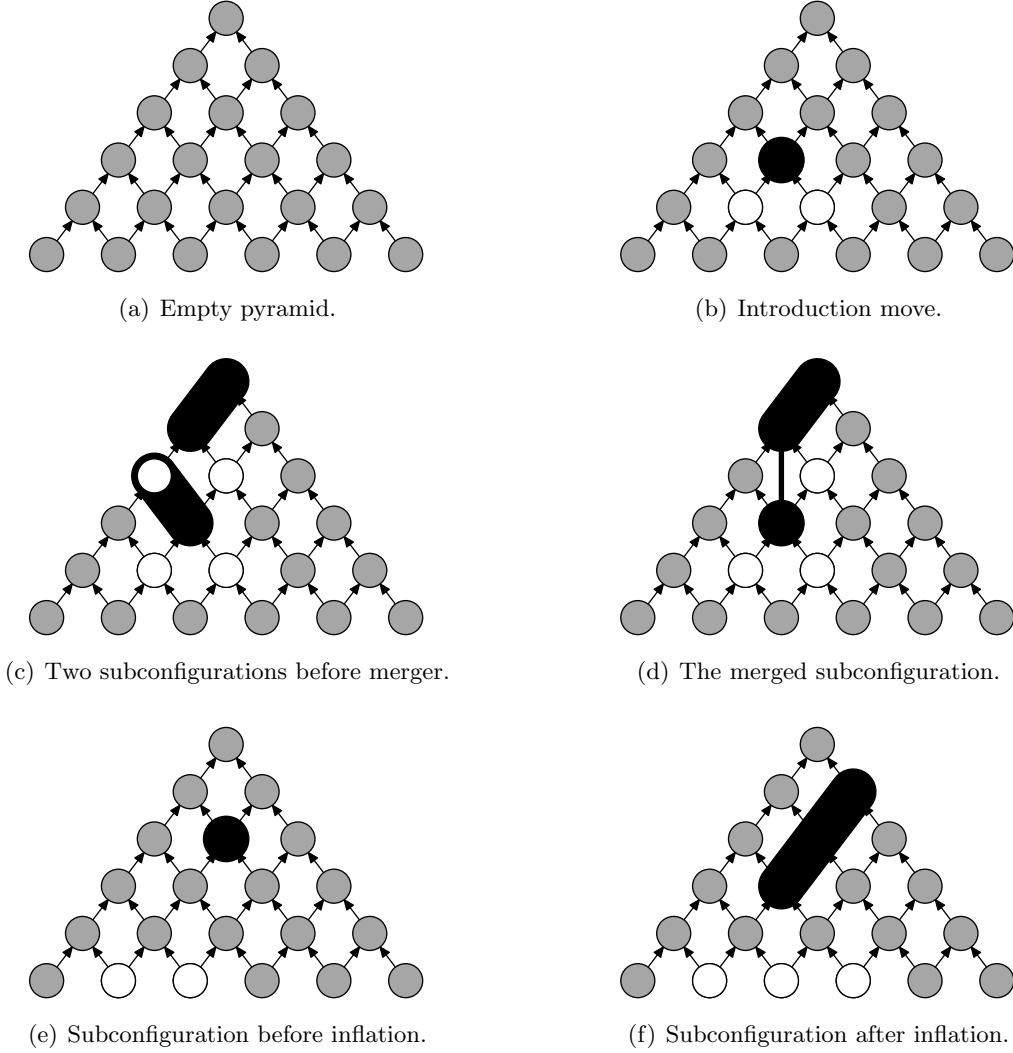 (a) Empty pyramid.
(b) Introduction move.
(c) Two subconfigurations before merger.
(d) The merged subconfiguration.
(e) Subconfiguration before inflation.
(f) Subconfiguration after inflation.